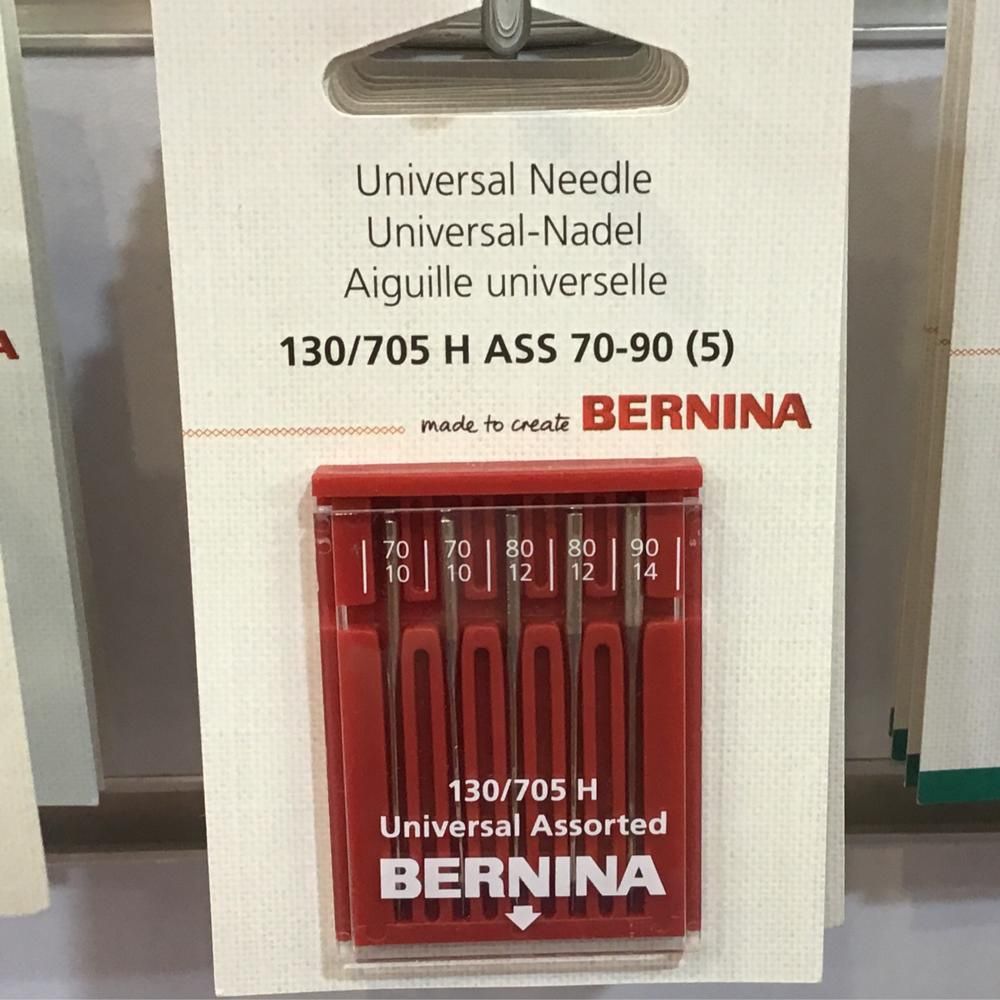 Universal Needle
Universal-Nadel
Aiguille universelle
130/705 H ASS 70-90 (5)
made to create BERNINA
A
70 70 80 80 90
10 10 12 12 14
130/705 H
Universal Assorted
BERNINA